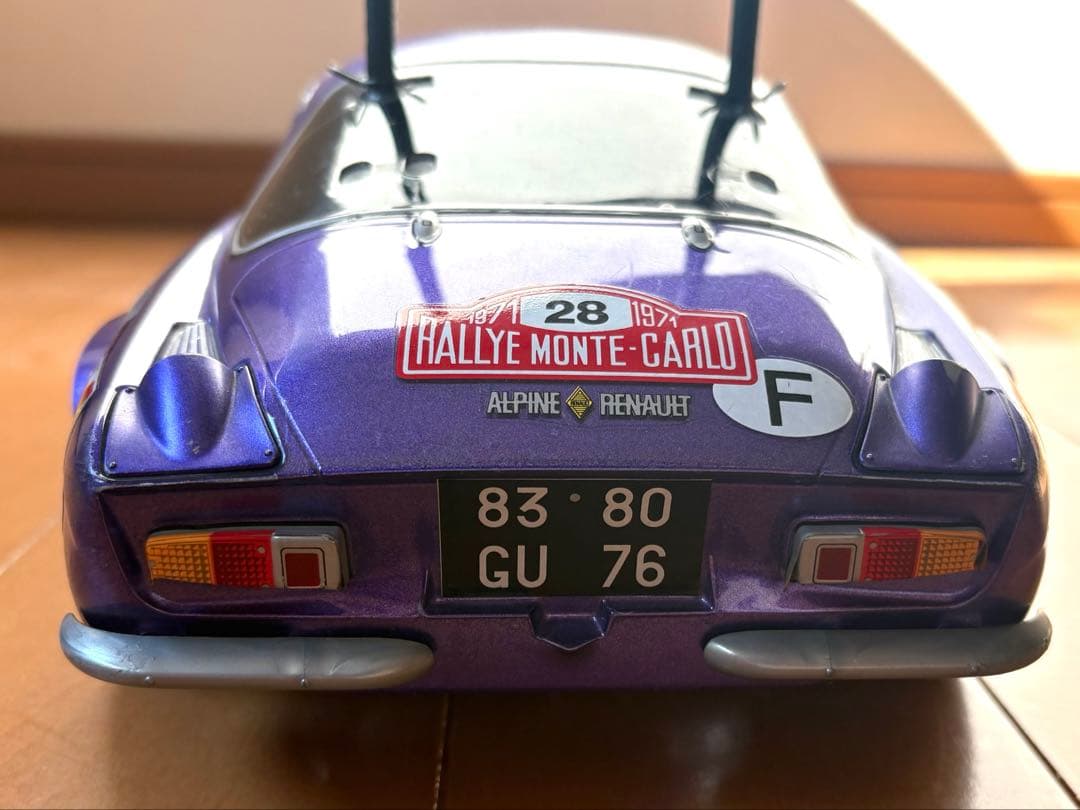 1971 28 1971
RALLYE MONTE-CARLO
ALPINE RENAULT
F
83 80
GU 76